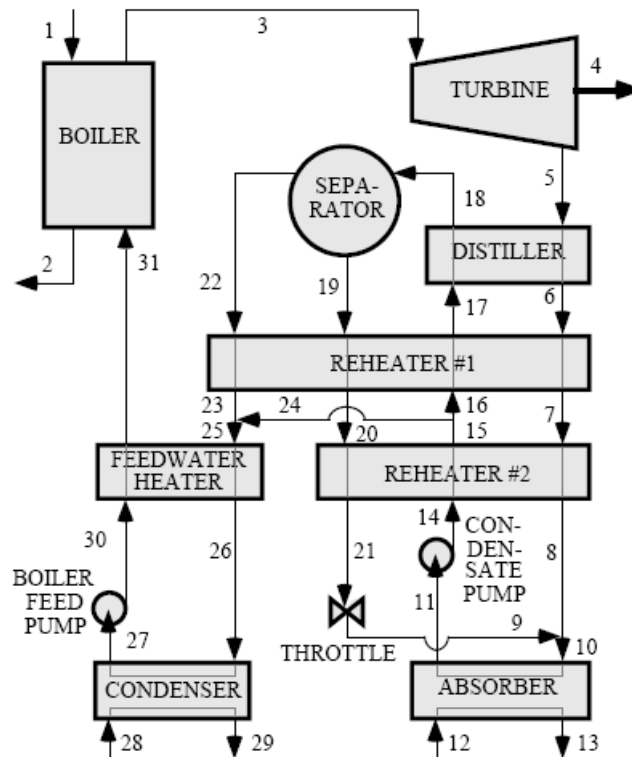 1
3
4
TURBINE
BOILER
5
SEPA-
RATOR
18
DISTILLER
2
31
22
19
17
6
REHEATER #1
23
24
16
7
25
20
15
FEEDWATER
HEATER
REHEATER #2
30
26
21
14
CON-
DEN-
SATE
PUMP
8
BOILER
FEED
PUMP
11
27
9
THROTTLE
10
CONDENSER
ABSORBER
28
29
12
13